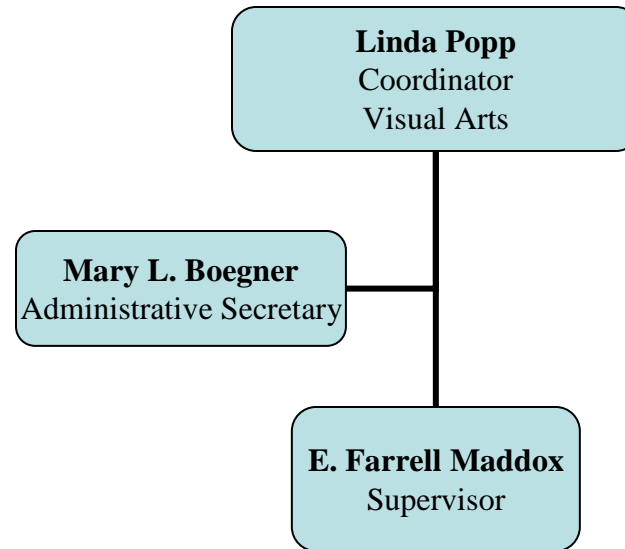 Linda Popp
Coordinator
Visual Arts
Mary L. Boegner
Administrative Secretary
E. Farrell Maddox
Supervisor